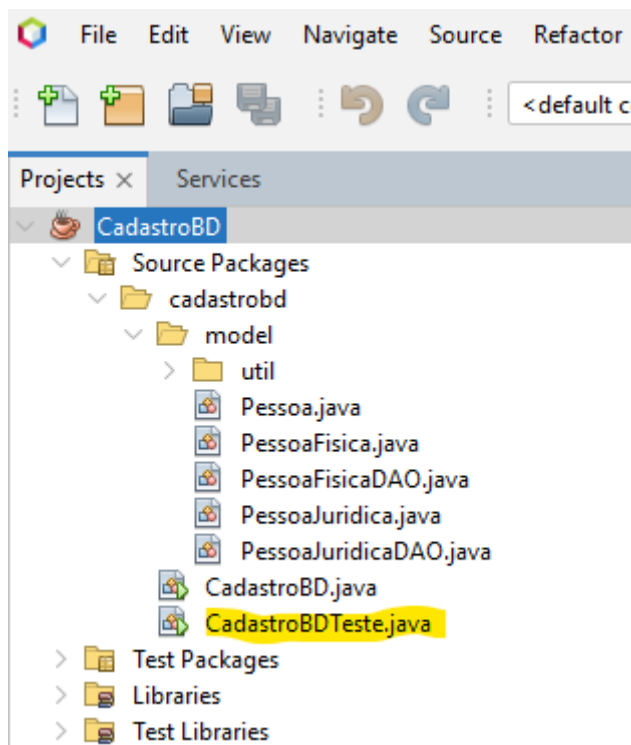 File Edit View Navigate Source Refactor
<default c
Projects × Services
CadastroBD
Source Packages
cadastrobd
model
util
Pessoa.java
PessoaFisica.java
PessoaFisicaDAO.java
PessoaJuridica.java
PessoaJuridicaDAO.java
CadastroBD.java
CadastroBDTeste.java
Test Packages
Libraries
Test Libraries